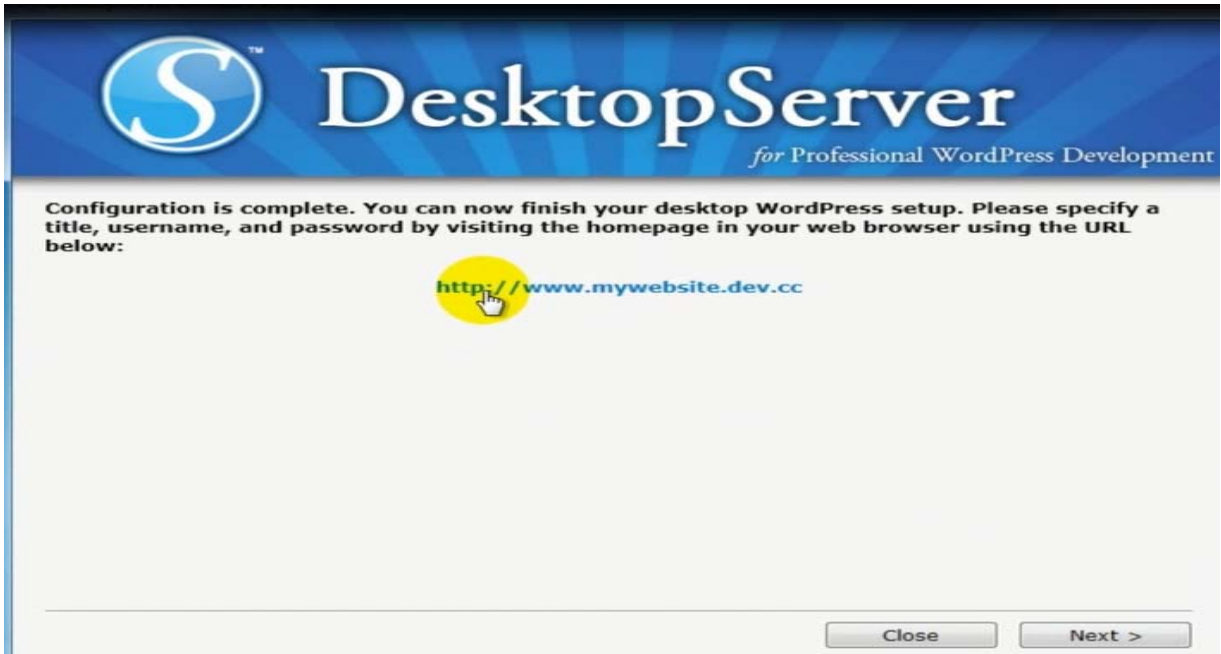 S™
DesktopServer
for Professional WordPress Development
Configuration is complete. You can now finish your desktop WordPress setup. Please specify a
title, username, and password by visiting the homepage in your web browser using the URL
below:
http://www.mywebsite.dev.cc
Close Next >